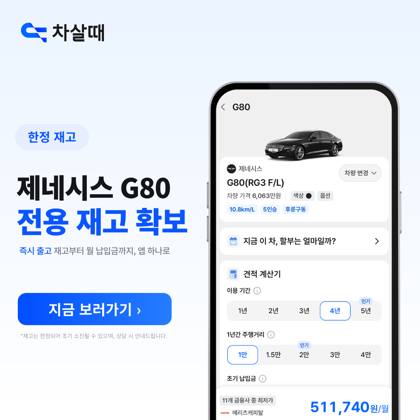 차살때
한정 재고
제네시스 G80
전용 재고 확보
즉시 출고 재고부터 월 납입금까지, 앱 하나로
지금 보러가기 ›
*재고는 한정되어 조기 소진될 수 있으며, 상담 시 안내드립니다.
G80
제네시스
차량 변경
G80(RG3 F/L)
차량 가격 6,063만원 색상 옵션
10.8km/L 5인승 후륜구동
지금 이 차, 할부는 얼마일까?
견적 계산기
이용 기간
인기
1년 2년 3년 4년 5년
1년간 주행거리
인기
1만 1.5만 2만 3만 4만
초기 납입금
11개 금융사 중 최저가
메리츠캐피탈
511,740원/월